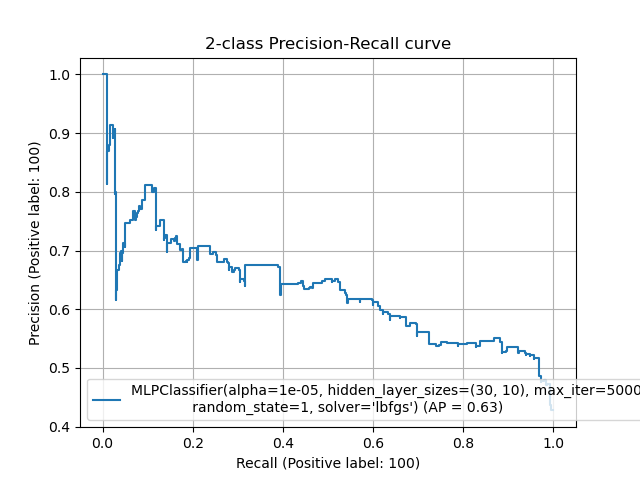 2-class Precision-Recall curve
1.0
0.9
0.8
0.7
0.6
0.5
0.4
Precision (Positive label: 100)
MLPClassifier(alpha=1e-05, hidden_layer_sizes=(30, 10), max_iter=5000
random_state=1, solver='lbfgs') (AP = 0.63)
0.0 0.2 0.4 0.6 0.8 1.0
Recall (Positive label: 100)